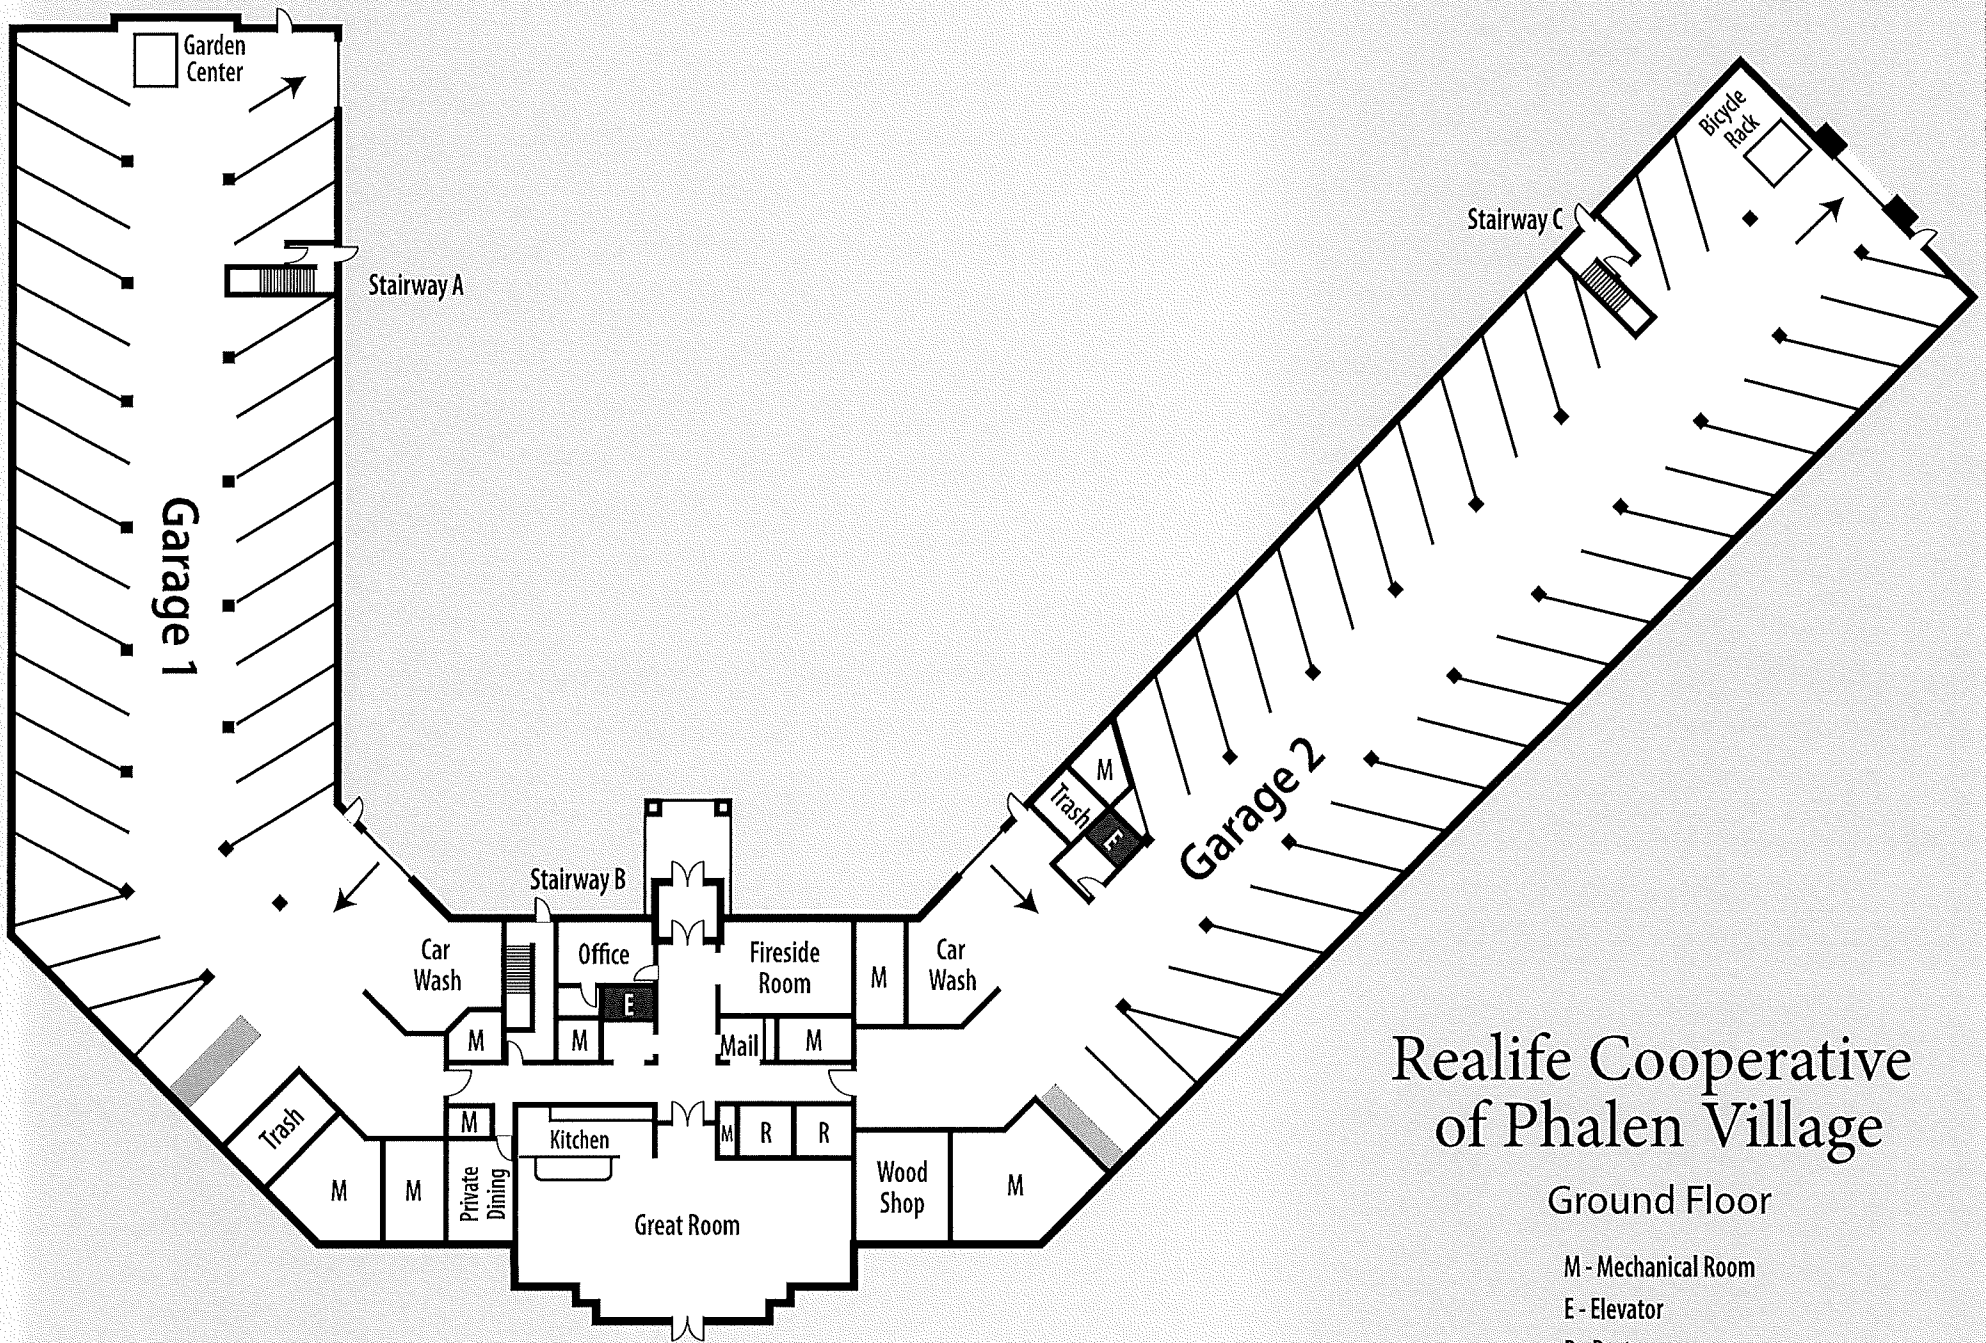 Garden
Center
Bicycle
Rack
Stairway C
Stairway A
Garage 1
M
Trash
E
Garage 2
Stairway B
Car
Wash
Office
Fireside
Room
M
Car
Wash
E
M
M
Mail
M
Trash
M
Kitchen
M
R
R
M
M
Private
Dining
Great Room
Wood
Shop
M
Realife Cooperative
of Phalen Village
Ground Floor
M - Mechanical Room
E - Elevator